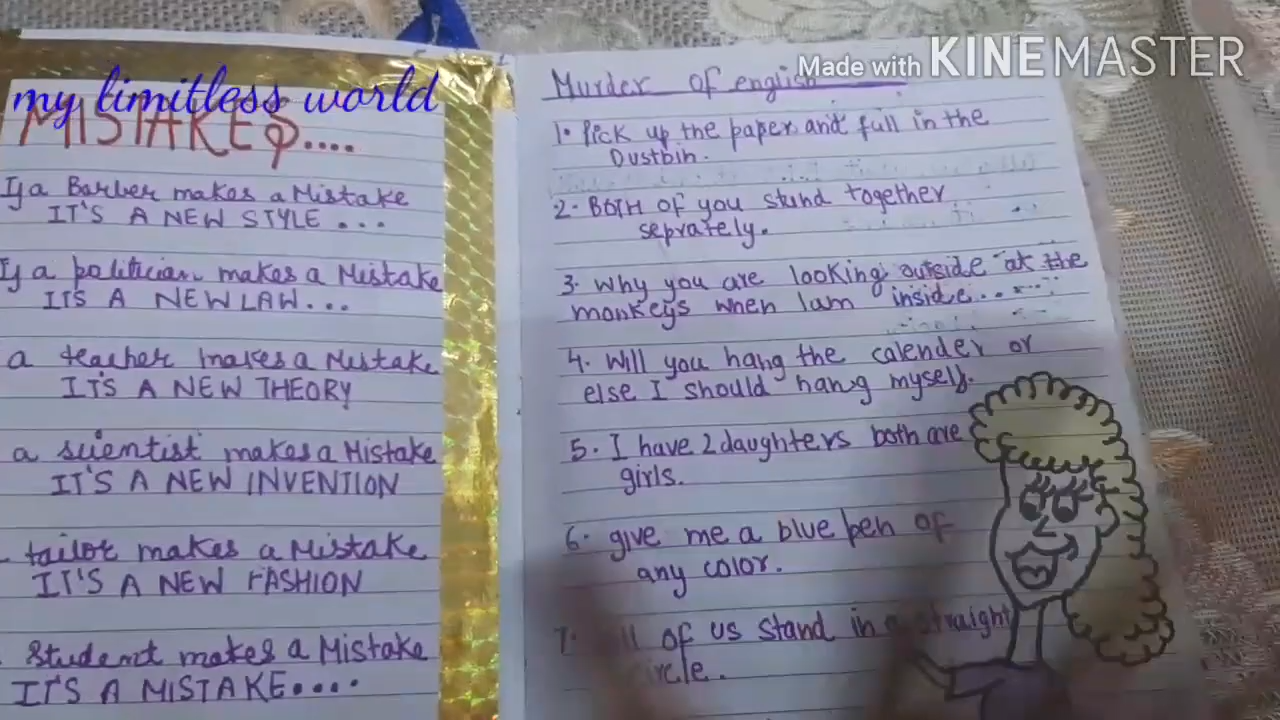 Made with KINEMASTER
my limitless world
MISTAKES....
If a Barber makes a Mistake
IT'S A NEW STYLE ...
If a politician makes a Mistake
ITS A NEW LAW...
a teacher makes a Mistake
IT'S A NEW THEORY
a scientist makes a Mistake
IT'S A NEW INVENTION
tailor makes a Mistake
IT'S A NEW FASHION
student makes a Mistake
IT'S A MISTAKE....
Murder of english
1. Pick up the paper and fall in the
Dustbin.
2. BOTH of you stand together
seprately.
3. Why you are looking outside at the
monkeys when Iam inside.....
4. Will you hang the calender or
else I should hang myself.
5. I have 2 daughters both are
girls.
6. give me a blue pen of
any color.
7. of us stand in a straight